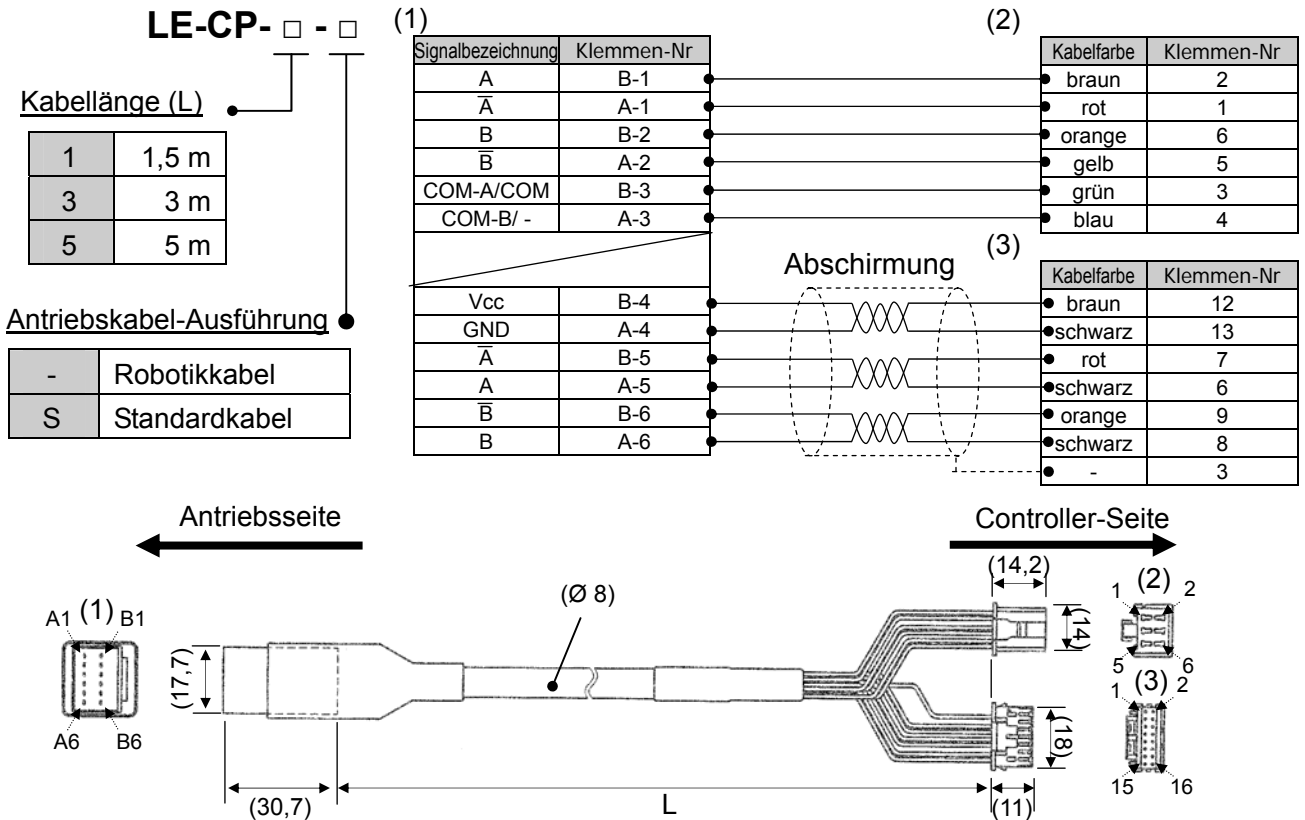 LE-CP- □ - □
Kabellänge (L)
1 1,5 m
3 3 m
5 5 m
Antriebskabel-Ausführung
- Robotikkabel
S Standardkabel
(1)
Signalbezeichnung Klemmen-Nr
A B-1
A̅ A-1
B B-2
B̅ A-2
COM-A/COM B-3
COM-B/ - A-3
Vcc B-4
GND A-4
A̅ B-5
A A-5
B̅ B-6
B A-6
Abschirmung
(2)
Kabelfarbe Klemmen-Nr
braun 2
rot 1
orange 6
gelb 5
grün 3
blau 4
(3)
Kabelfarbe Klemmen-Nr
braun 12
schwarz 13
rot 7
schwarz 6
orange 9
schwarz 8
- 3
Antriebsseite
Controller-Seite
A1 (1) B1
A6 B6
(17,7)
(30,7)
(Ø 8)
L
(14,2)
(14)
(18)
(11)
1 (2) 2
5 6
1 (3) 2
15 16